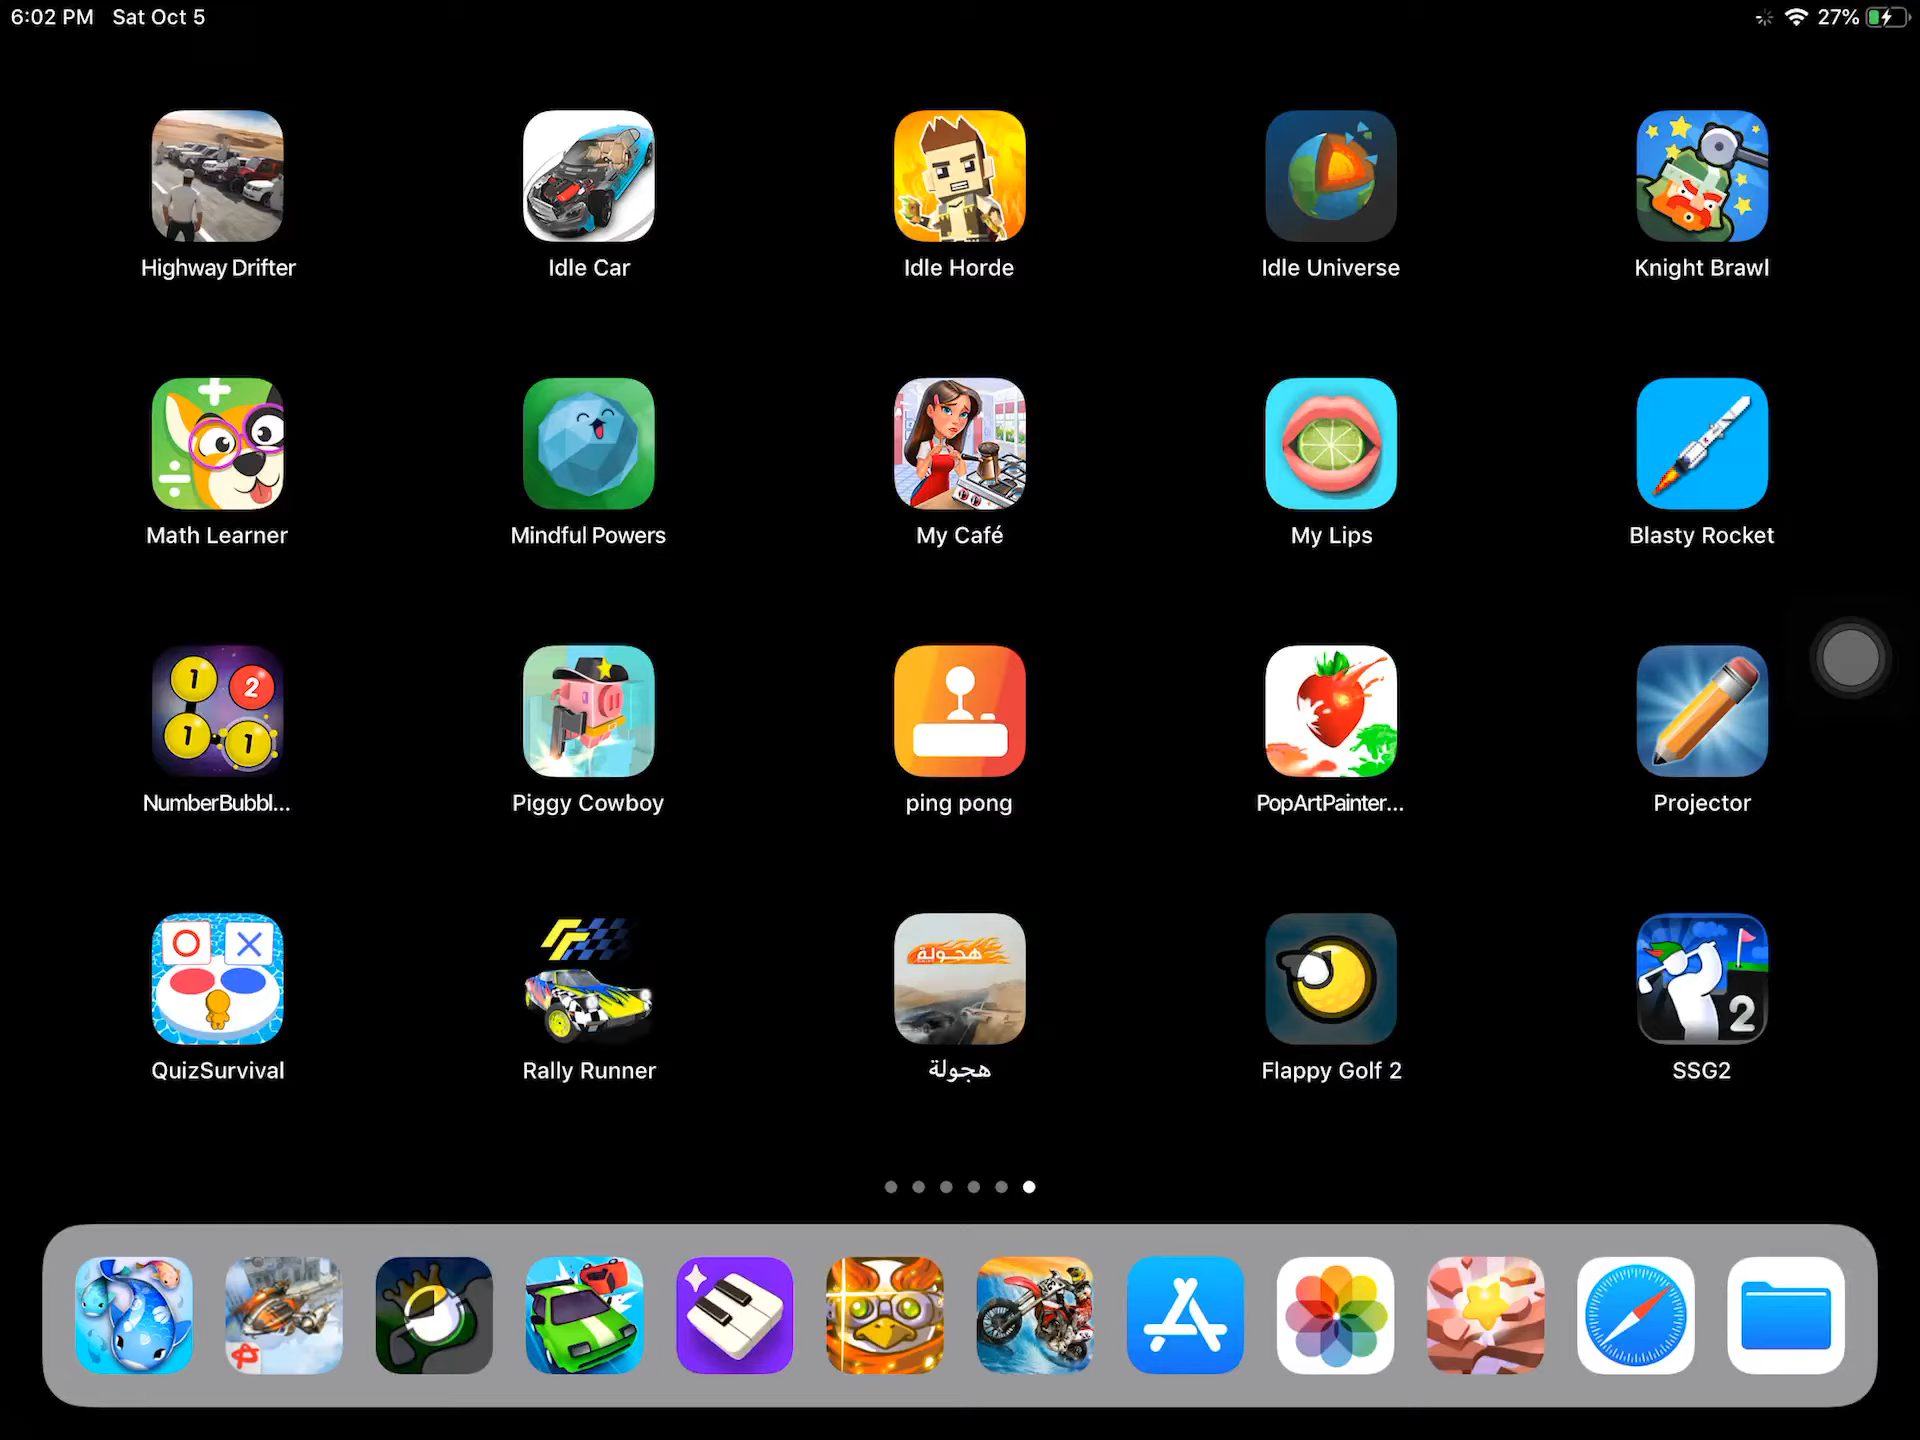 6:02 PM Sat Oct 5
27%
Highway Drifter
Idle Car
Idle Horde
Idle Universe
Knight Brawl
Math Learner
Mindful Powers
My Café
My Lips
Blasty Rocket
1 2
1 1
NumberBubbl...
Piggy Cowboy
ping pong
PopArtPainter...
Projector
هجولة
2
QuizSurvival
Rally Runner
هجولة
Flappy Golf 2
SSG2